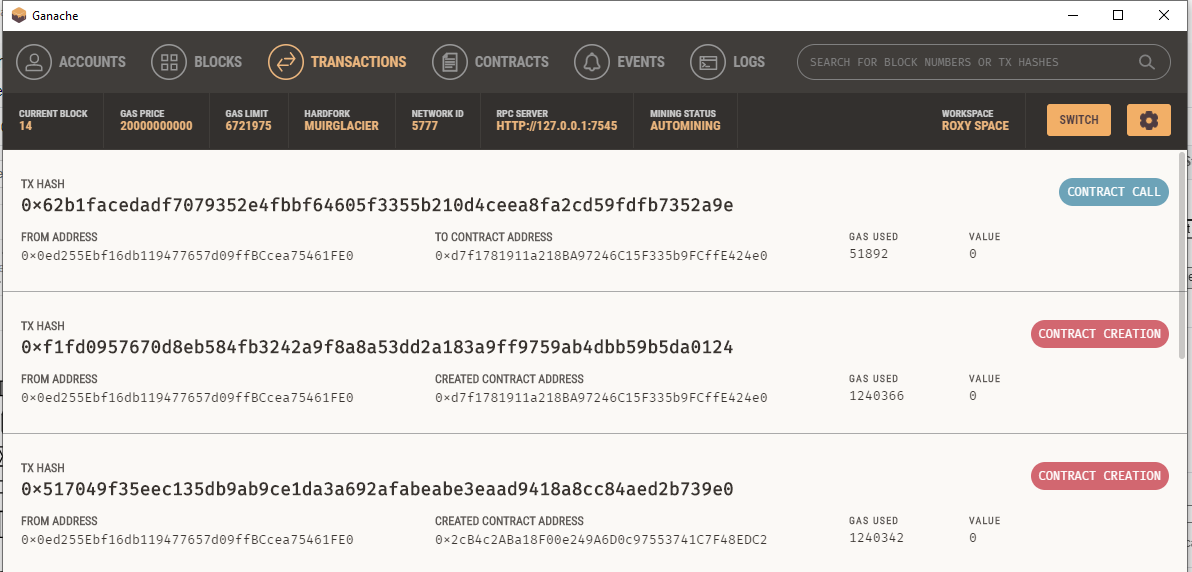 Ganache
ACCOUNTS BLOCKS TRANSACTIONS CONTRACTS EVENTS LOGS SEARCH FOR BLOCK NUMBERS OR TX HASHES
CURRENT BLOCK GAS PRICE GAS LIMIT HARDFORK NETWORK ID RPC SERVER MINING STATUS WORKSPACE
14 20000000000 6721975 MUIRGLACIER 5777 HTTP://127.0.0.1:7545 AUTOMINING ROXY SPACE SWITCH
TX HASH
0×62b1facedadf7079352e4fbbf64605f3355b210d4ceea8fa2cd59fdfb7352a9e CONTRACT CALL
FROM ADDRESS TO CONTRACT ADDRESS GAS USED VALUE
0×0ed255Ebf16db119477657d09ffBCcea75461FE0 0×d7f1781911a218BA97246C15F335b9FCffE424e0 51892 0
TX HASH
0×f1fd0957670d8eb584fb3242a9f8a8a53dd2a183a9ff9759ab4dbb59b5da0124 CONTRACT CREATION
FROM ADDRESS CREATED CONTRACT ADDRESS GAS USED VALUE
0×0ed255Ebf16db119477657d09ffBCcea75461FE0 0×d7f1781911a218BA97246C15F335b9FCffE424e0 1240366 0
TX HASH
0×517049f35eec135db9ab9ce1da3a692afabeabe3eaad9418a8cc84aed2b739e0 CONTRACT CREATION
FROM ADDRESS CREATED CONTRACT ADDRESS GAS USED VALUE
0×0ed255Ebf16db119477657d09ffBCcea75461FE0 0×2cB4c2ABa18F00e249A6D0c97553741C7F48EDC2 1240342 0